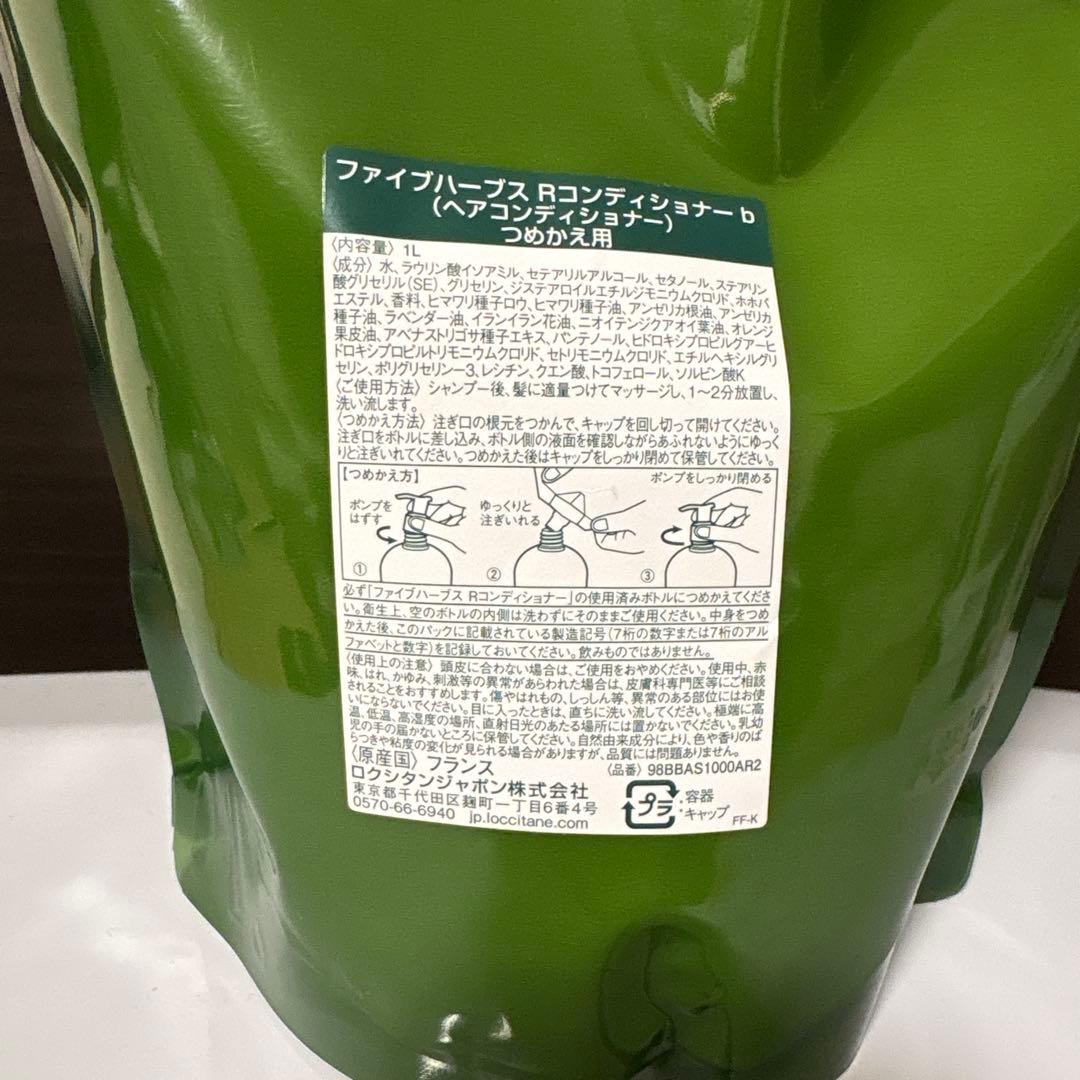 ファイブハーブス Rコンディショナー b
(ヘアコンディショナー)
つめかえ用
〈内容量〉 1L
〈成分〉 水、ラウリン酸イソアミル、セテアリルアルコール、セタノール、ステアリン
酸グリセリル(SE)、グリセリン、ジステアロイルエチルジモニウムクロリド、ホホバ
エステル、香料、ヒマワリ種子ロウ、ヒマワリ種子油、アンゼリカ根油、アンゼリカ
種子油、ラベンダー油、イランイラン花油、ニオイテンジクアオイ葉油、オレンジ
果皮油、アベナストリゴサ種子エキス、パンテノール、ヒドロキシプロピルグアーヒ
ドロキシプロピルトリモニウムクロリド、セトリモニウムクロリド、エチルヘキシルグリ
セリン、ポリグリセリン-3、レシチン、クエン酸、トコフェロール、ソルビン酸K
〈ご使用方法〉 シャンプー後、髪に適量つけてマッサージし、1〜2分放置し、
洗い流します。
〈つめかえ方法〉 注ぎ口の根元をつかんで、キャップを回し切って開けてください。
注ぎ口をボトルに差し込み、ボトル側の液面を確認しながらあふれないようにゆっく
りと注ぎいれてください。つめかえた後はキャップをしっかり閉めて保管してください。
【つめかえ方】
ポンプを
はずす
①
ゆっくりと
注ぎいれる
②
ポンプをしっかり閉める
③
必ず「ファイブハーブス Rコンディショナー」の使用済みボトルにつめかえてくださ
い。衛生上、空のボトルの内側は洗わずにそのままご使用ください。中身をつめ
かえた後、このパックに記載されている製造記号(7桁の数字または7桁のアル
ファベットと数字)を記録しておいてください。飲みものではありません。
〈使用上の注意〉 頭皮に合わない場合は、ご使用をおやめください。使用中、赤
味、はれ、かゆみ、刺激等の異常があらわれた場合は、皮膚科専門医等にご相談
されることをおすすめします。傷やはれもの、しっしん等、異常のある部位にはお使
いにならないでください。目に入ったときは、直ちに洗い流してください。極端に高
温、低温、高湿度の場所、直射日光のあたる場所には置かないでください。乳幼
児の手の届かないところに保管してください。自然由来成分により、色や香りのば
らつきや粘度の変化が見られる場合がありますが、品質には問題ありません。
〈原産国〉 フランス
〈品番〉 98BBAS1000AR2
ロクシタンジャポン株式会社
東京都千代田区麹町一丁目6番4号
0570-66-6940 jp.loccitane.com
プラ
:容器
キャップ
FF-K